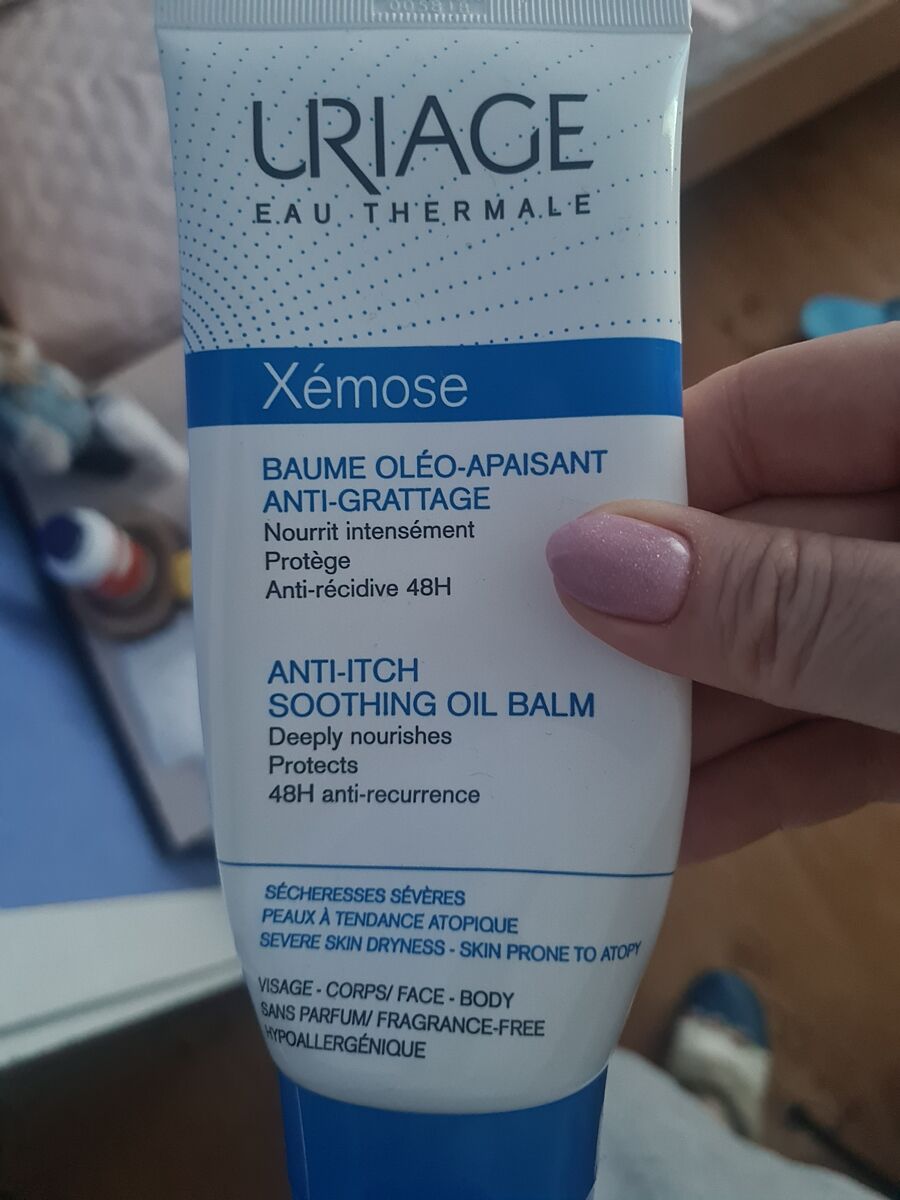 00581A
URIAGE
EAU THERMALE
Xémose
BAUME OLÉO-APAISANT
ANTI-GRATTAGE
Nourrit intensément
Protège
Anti-récidive 48H
ANTI-ITCH
SOOTHING OIL BALM
Deeply nourishes
Protects
48H anti-recurrence
SÉCHERESSES SÉVÈRES
PEAUX À TENDANCE ATOPIQUE
SEVERE SKIN DRYNESS - SKIN PRONE TO ATOPY
VISAGE - CORPS/ FACE - BODY
SANS PARFUM/ FRAGRANCE-FREE
HYPOALLERGÉNIQUE